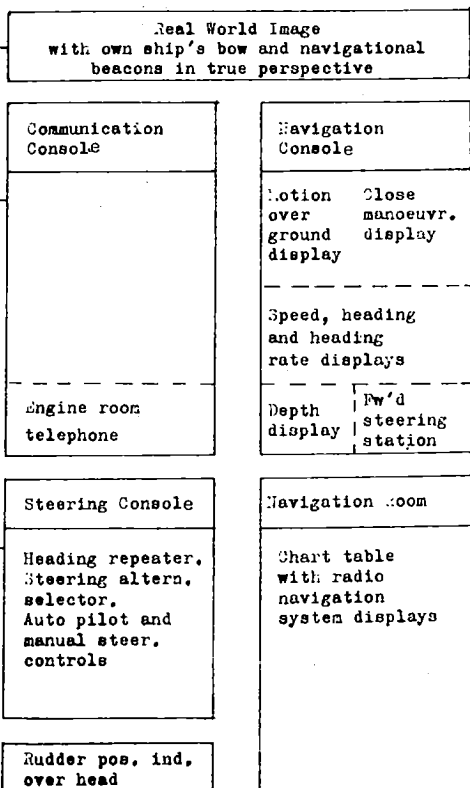 Real World Image
with own ship's bow and navigational
beacons in true perspective
Communication
Console
Engine room
telephone
Navigation
Console
Motion
over
ground
display
Close
manoeuvr.
display
Speed, heading
and heading
rate displays
Depth
display
Fw'd
steering
station
Steering Console
Heading repeater.
Steering altern.
selector.
Auto pilot and
manual steer.
controls
Navigation Room
Chart table
with radio
navigation
system displays
Rudder pos. ind.
over head